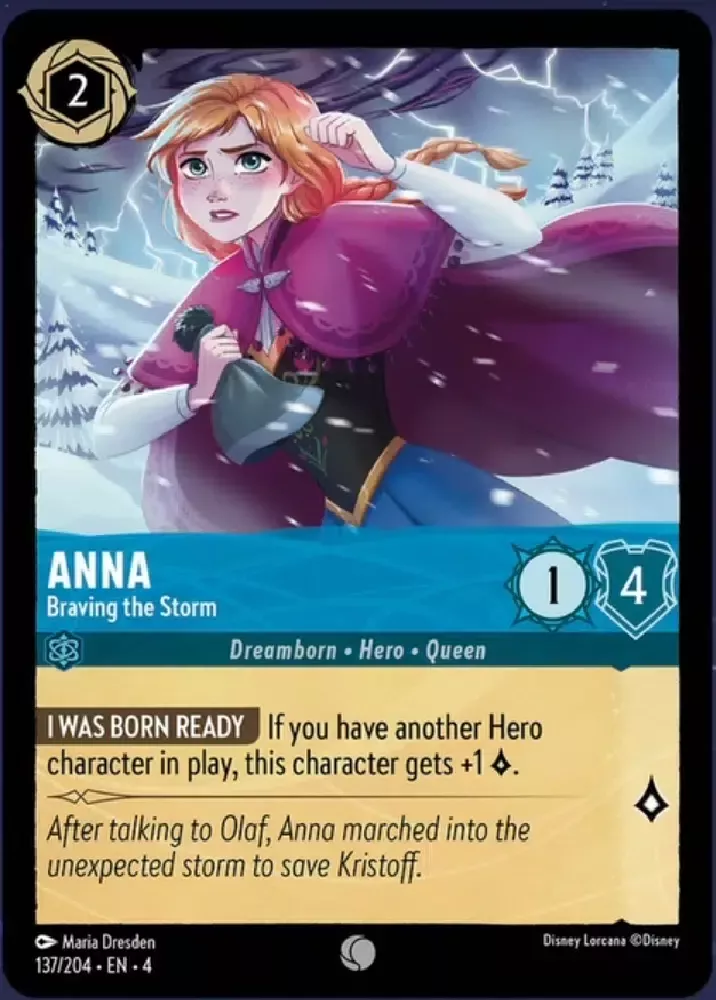 2
ANNA
Braving the Storm
1
4
Dreamborn • Hero • Queen
I WAS BORN READY If you have another Hero
character in play, this character gets +1 .
After talking to Olaf, Anna marched into the
unexpected storm to save Kristoff.
Maria Dresden
Disney Lorcana ©Disney
137/204 • EN • 4